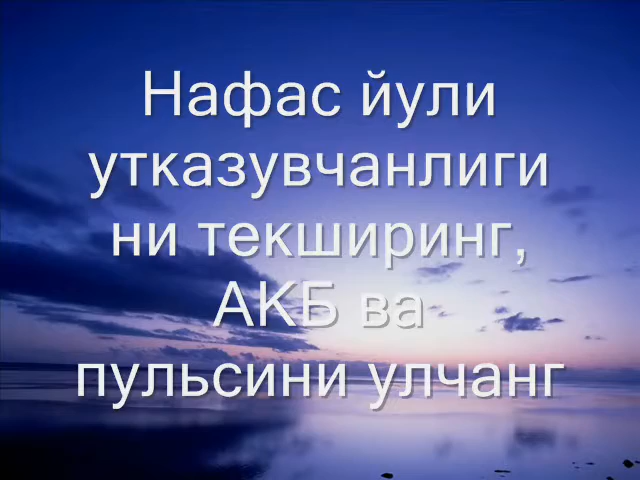 Нафас йули
утказувчанлиги
ни текширинг,
АКБ ва
пульсини улчанг